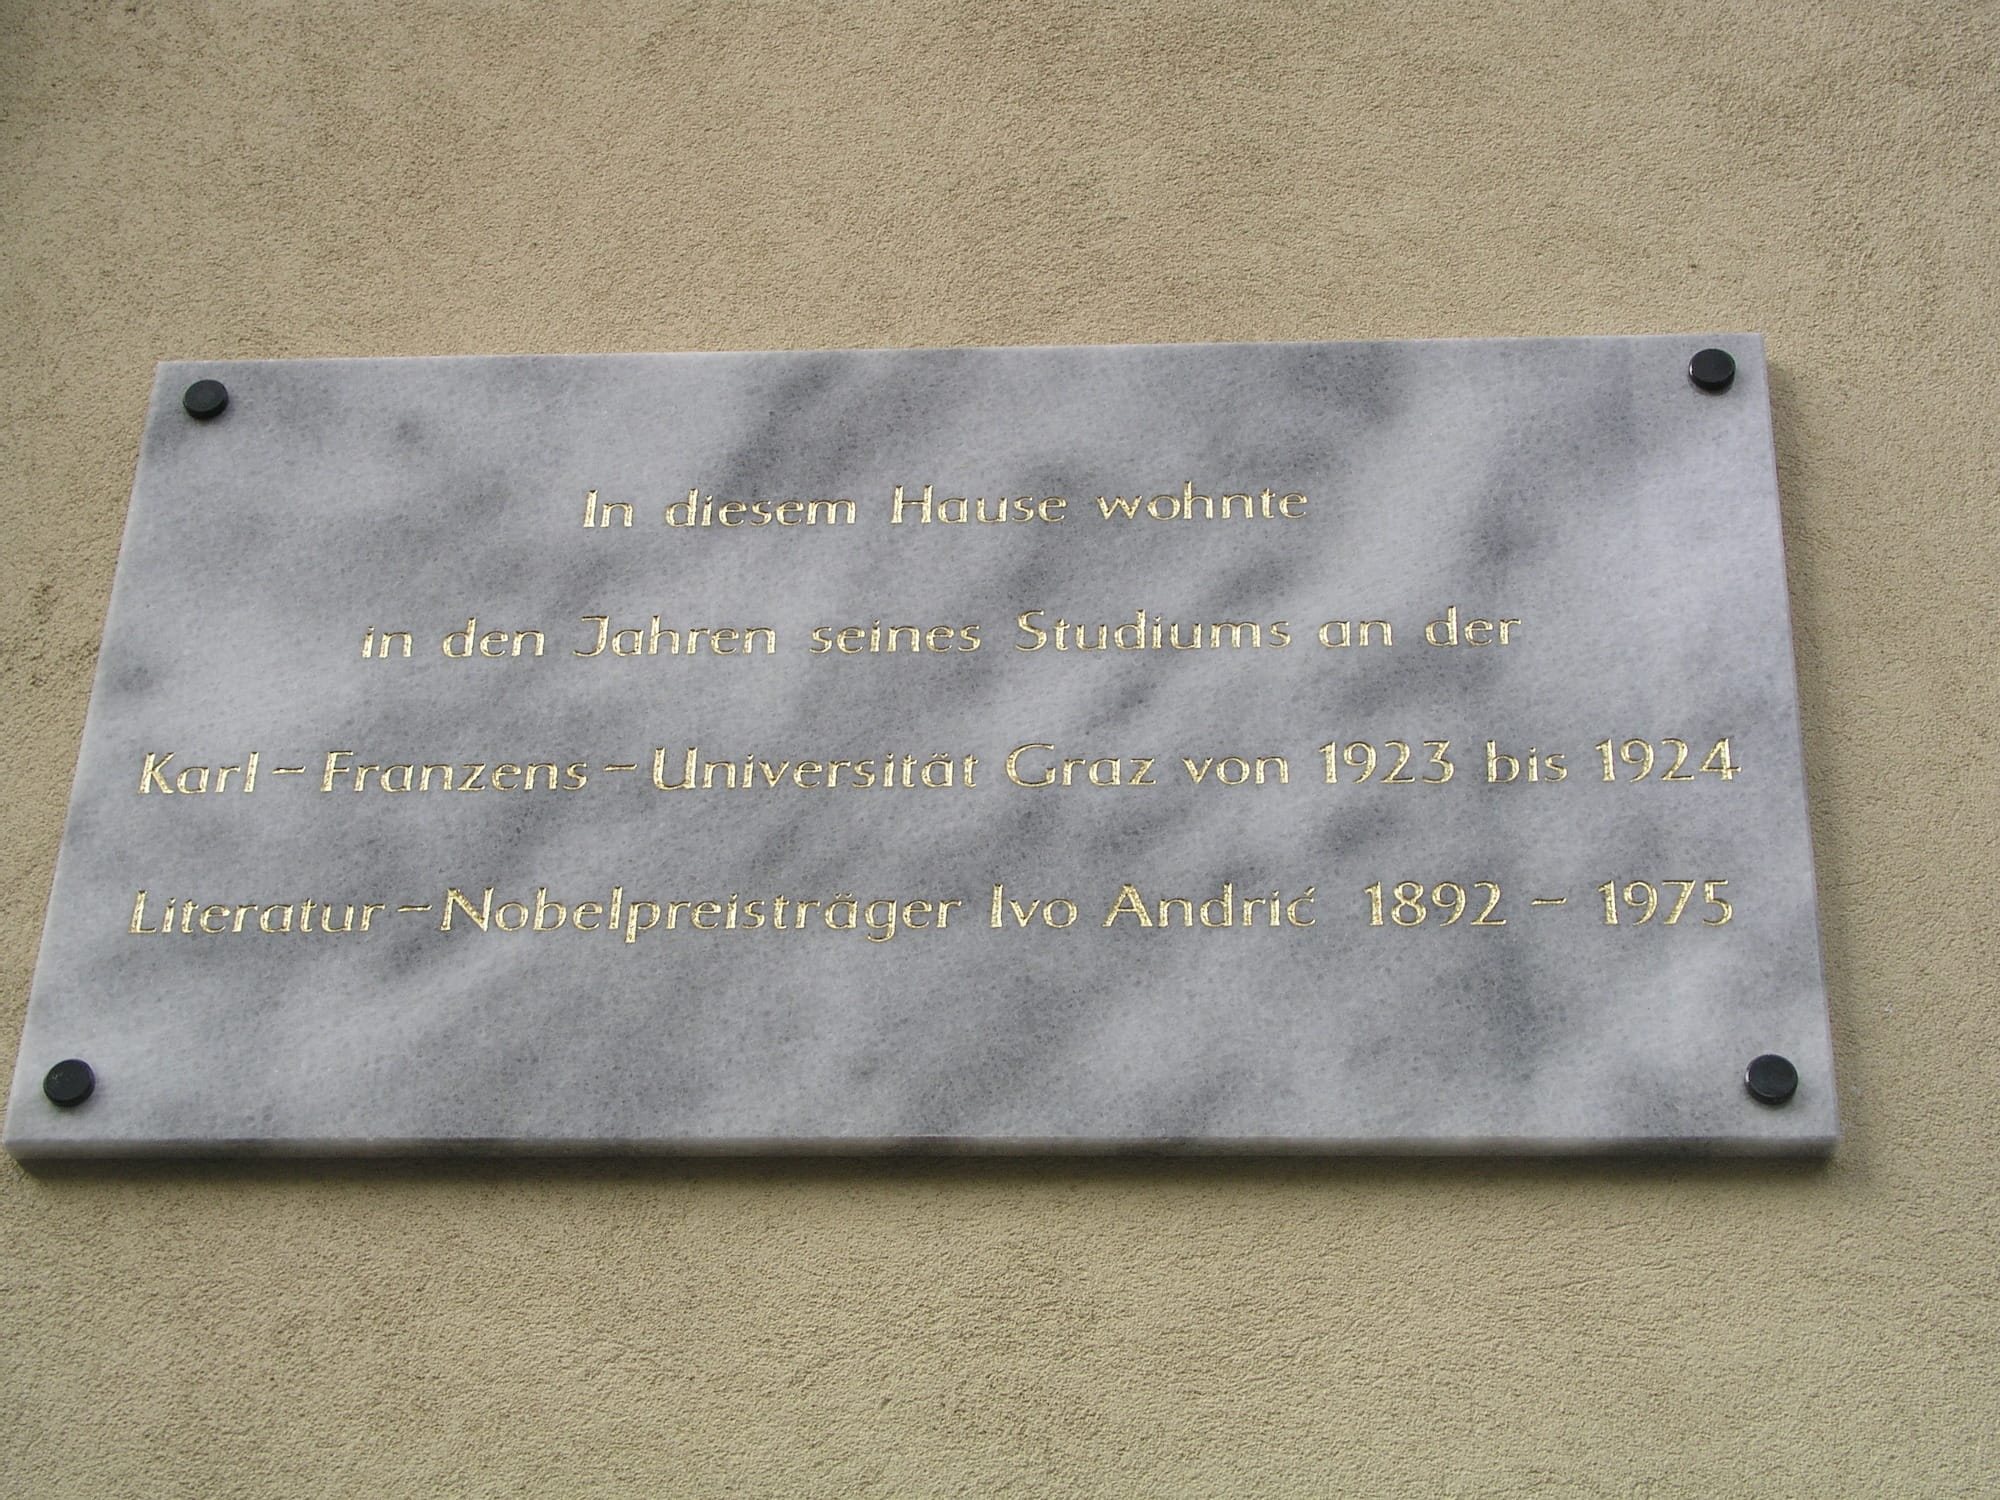 In diesem Hause wohnte
in den Jahren seines Studiums an der
Karl-Franzens-Universität Graz von 1923 bis 1924
Literatur-Nobelpreisträger Ivo Andrić 1892 - 1975